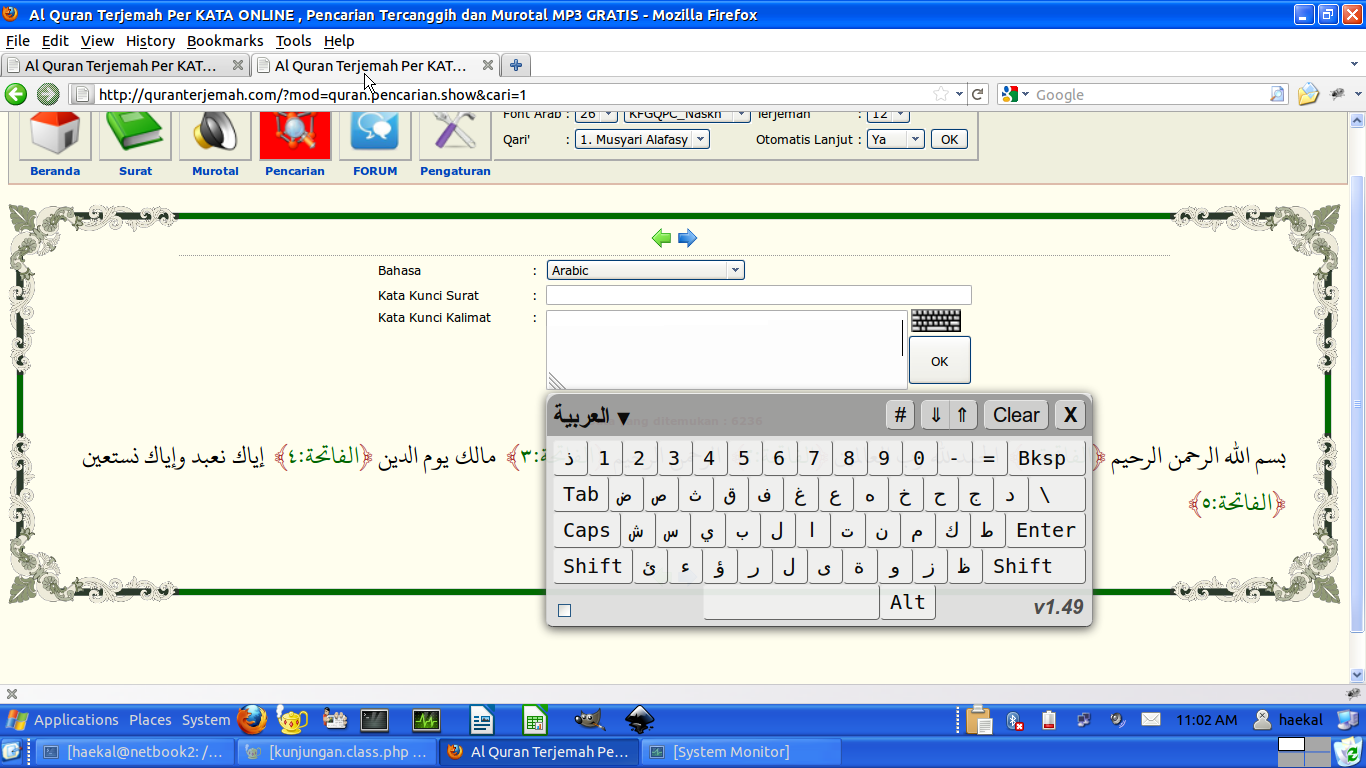 Al Quran Terjemah Per KATA ONLINE , Pencarian Tercanggih dan Murotal MP3 GRATIS - Mozilla Firefox
File Edit View History Bookmarks Tools Help
Al Quran Terjemah Per KAT... Al Quran Terjemah Per KAT...
http://quranterjemah.com/?mod=quran.pencarian.show&cari=1 Google
Font Arab : 26 KFGQPC_Naskh Terjemah : 12
Qari' : 1. Musyari Alafasy Otomatis Lanjut : Ya OK
Beranda Surat Murotal Pencarian FORUM Pengaturan
Bahasa : Arabic
Kata Kunci Surat :
Kata Kunci Kalimat :
OK
العربية ▼ # ⇓ ⇑ Clear X
ditemukan : 6236
ذ 1 2 3 4 5 6 7 8 9 0 - = Bksp
Tab ض ص ث ق ف غ ع ه خ ح ج د \
Caps ش س ي ب ل ا ت ن م ك ط Enter
Shift ئ ء ؤ ر ل ى ة و ز ظ Shift
Alt v1.49
بسم الله الرحمن الرحيم
٣﴾ مالك يوم الدين ﴿الفاتحة:٤﴾ إياك نعبد وإياك نستعين
﴿الفاتحة:٥﴾
Applications Places System 11:02 AM haekal
[haekal@netbook2: /... [kunjungan.class.php ... Al Quran Terjemah Pe... [System Monitor]